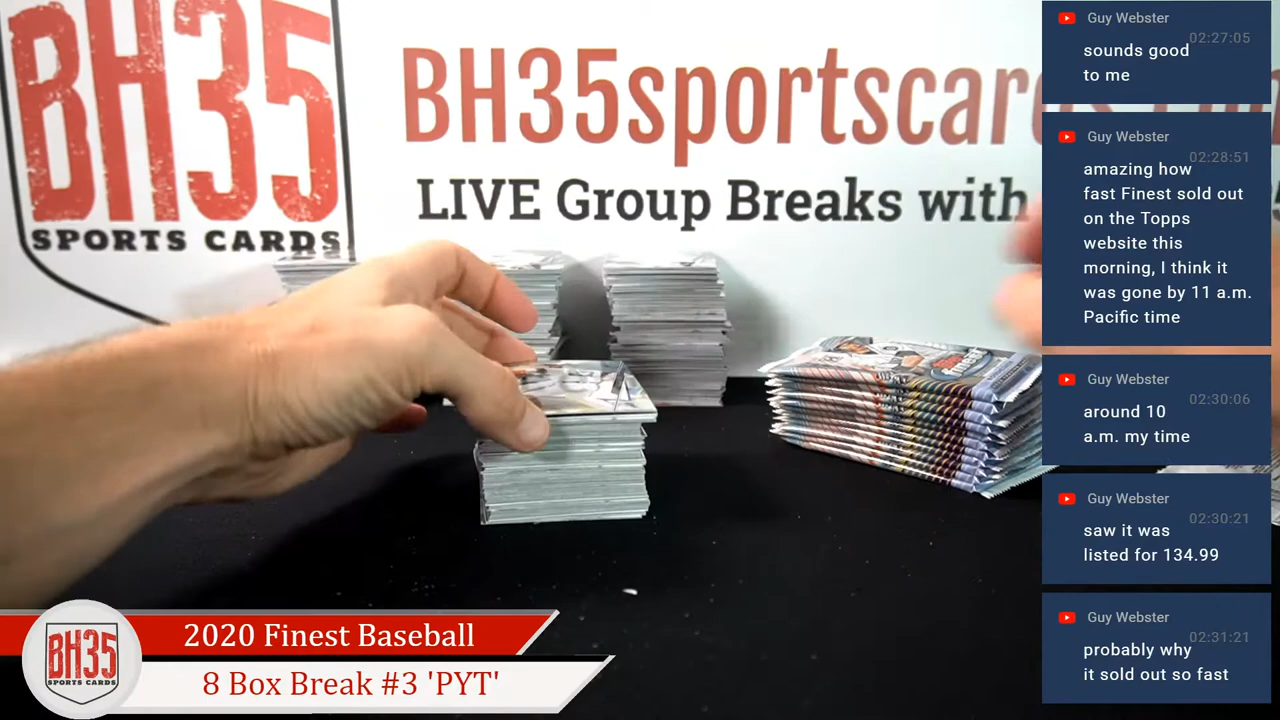 BH35
SPORTS CARDS
BH35sportscar
LIVE Group Breaks with
Guy Webster
02:27:05
sounds good
to me
Guy Webster
02:28:51
amazing how
fast Finest sold out
on the Topps
website this
morning, I think it
was gone by 11 a.m.
Pacific time
Guy Webster
02:30:06
around 10
a.m. my time
Guy Webster
02:30:21
saw it was
listed for 134.99
Guy Webster
02:31:21
probably why
it sold out so fast
BH35
SPORTS CARDS
2020 Finest Baseball
8 Box Break #3 'PYT'